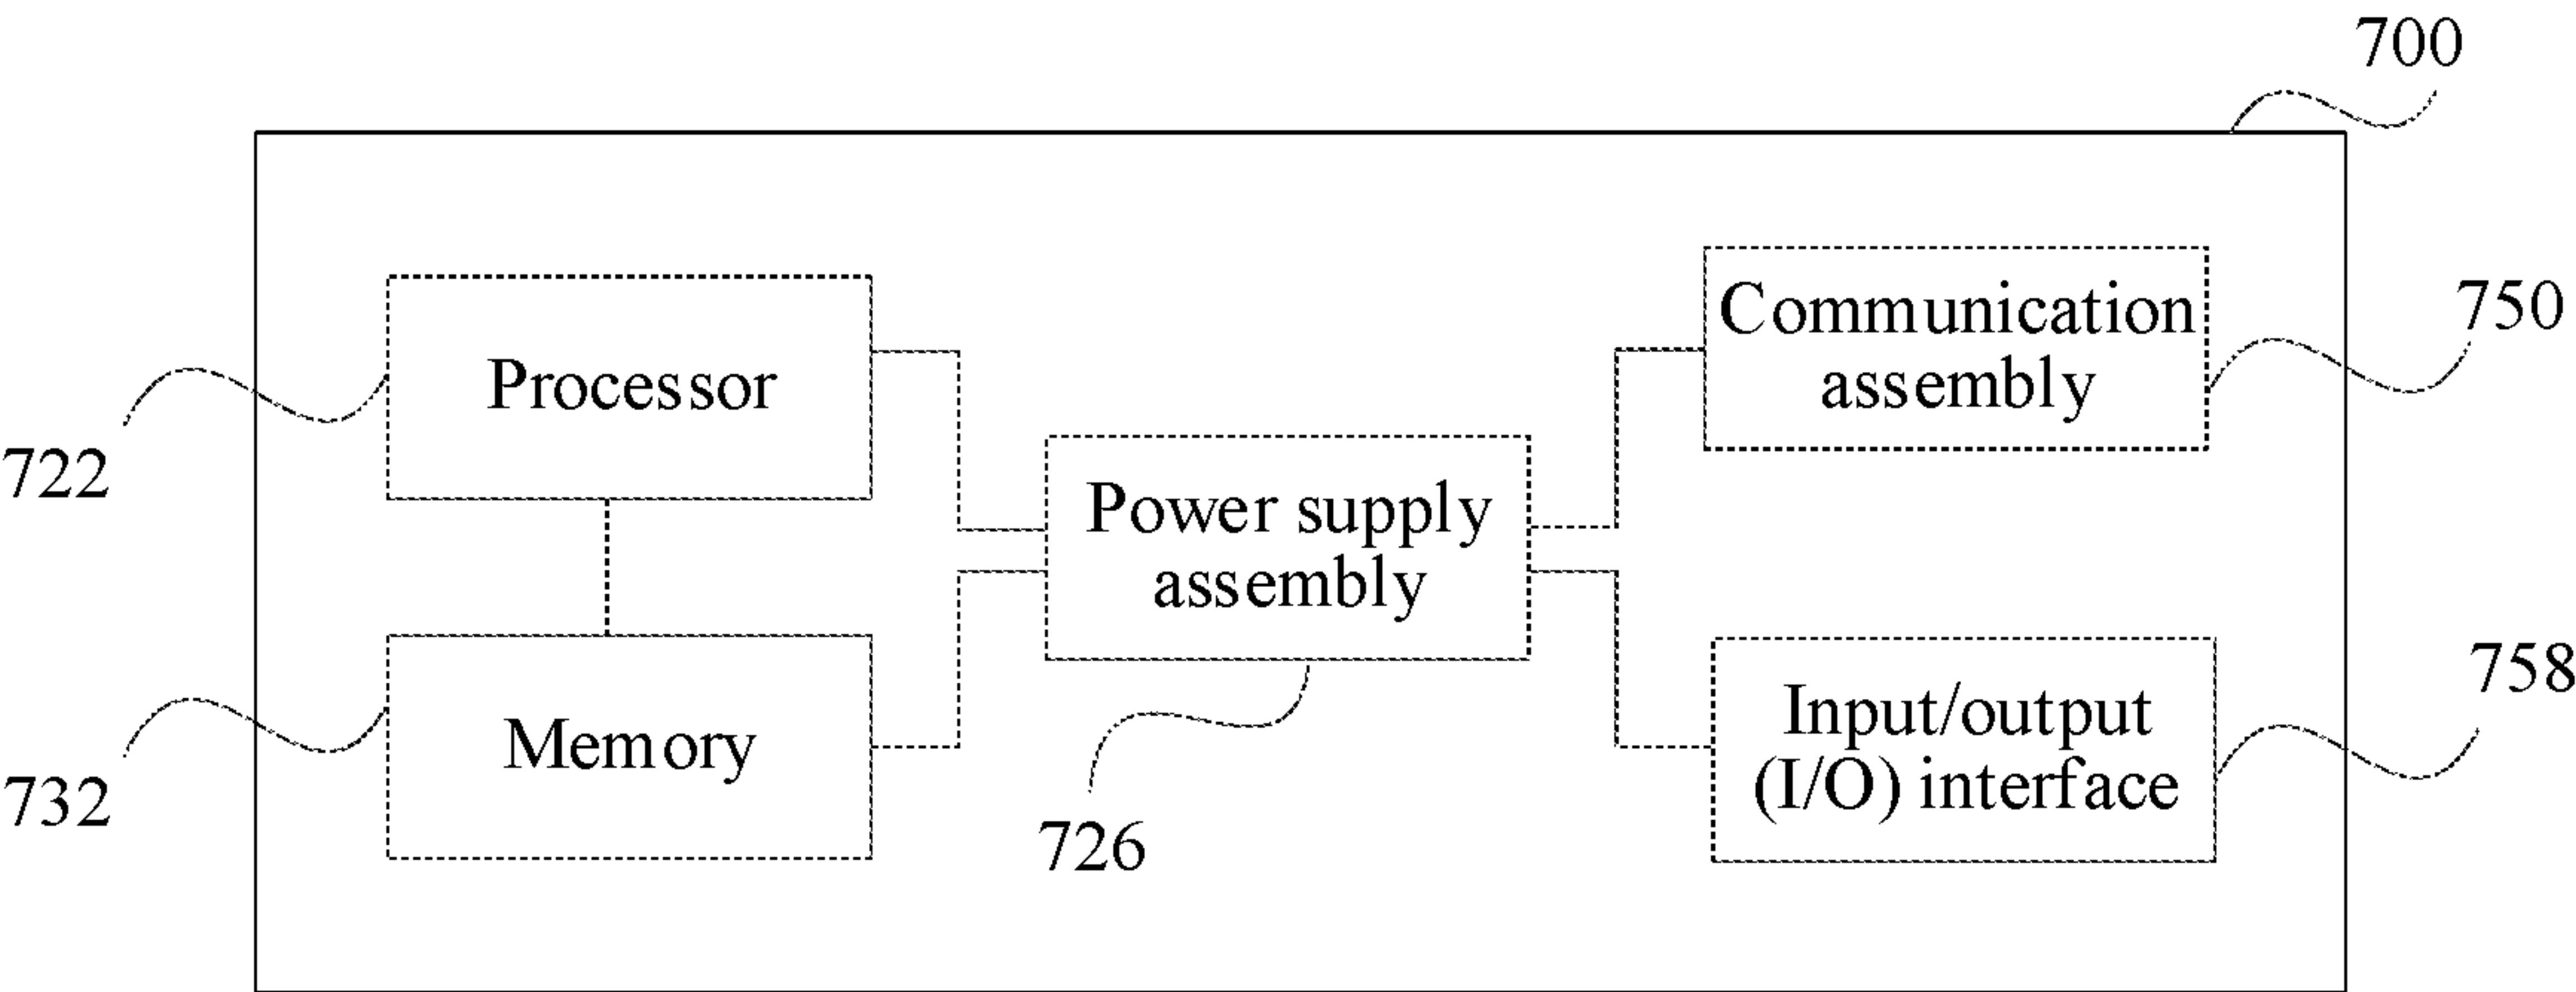 700
Processor
Communication
assembly
750
722
Power supply
assembly
Memory
Input/output
(I/O) interface
758
732
726